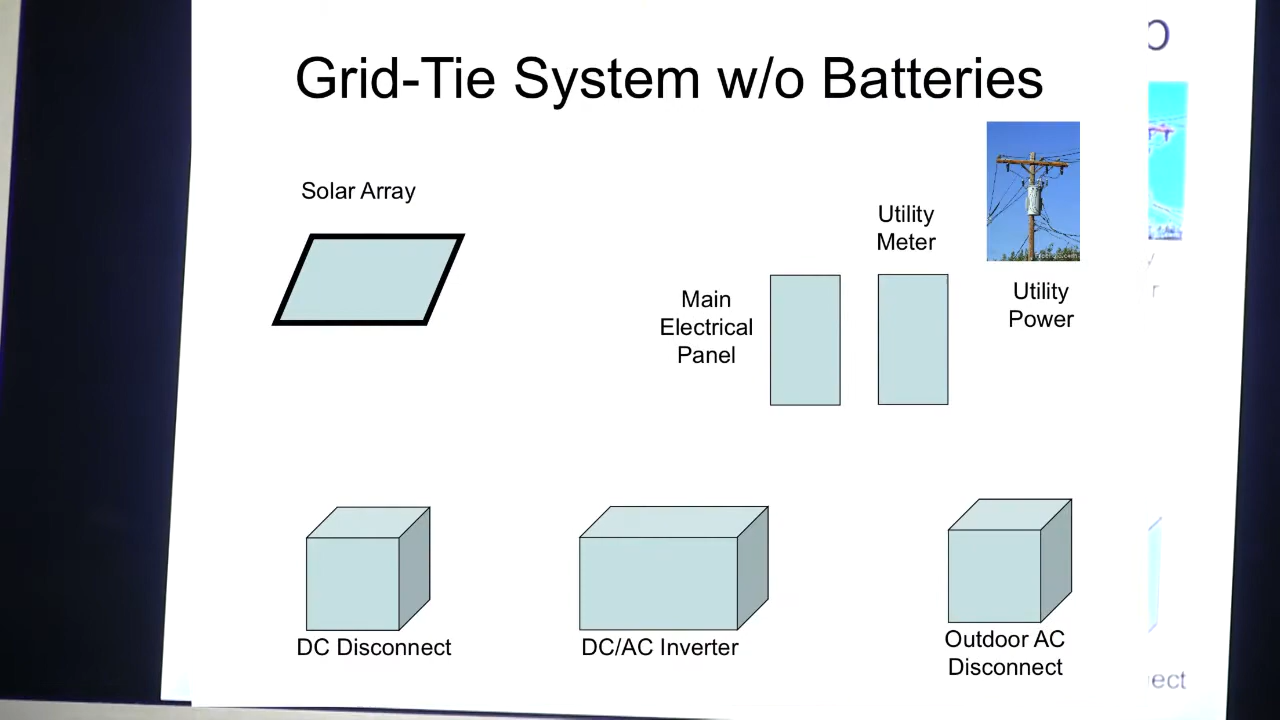 Grid-Tie System w/o Batteries
Solar Array
Utility
Meter
Main
Electrical
Panel
Utility
Power
DC Disconnect
DC/AC Inverter
Outdoor AC
Disconnect